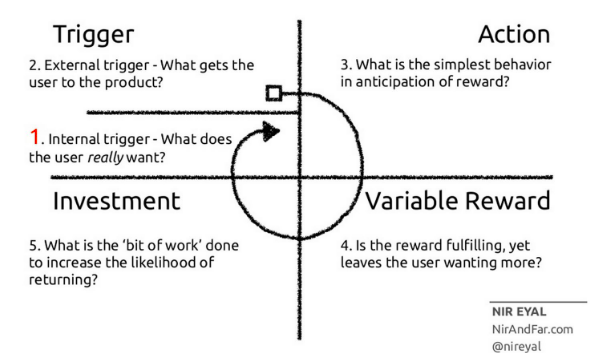 Trigger
2. External trigger - What gets the
user to the product?
1. Internal trigger - What does
the user really want?
Action
3. What is the simplest behavior
in anticipation of reward?
Investment
5. What is the ‘bit of work’ done
to increase the likelihood of
returning?
Variable Reward
4. Is the reward fulfilling, yet
leaves the user wanting more?
NIR EYAL
NirAndFar.com
@nireyal